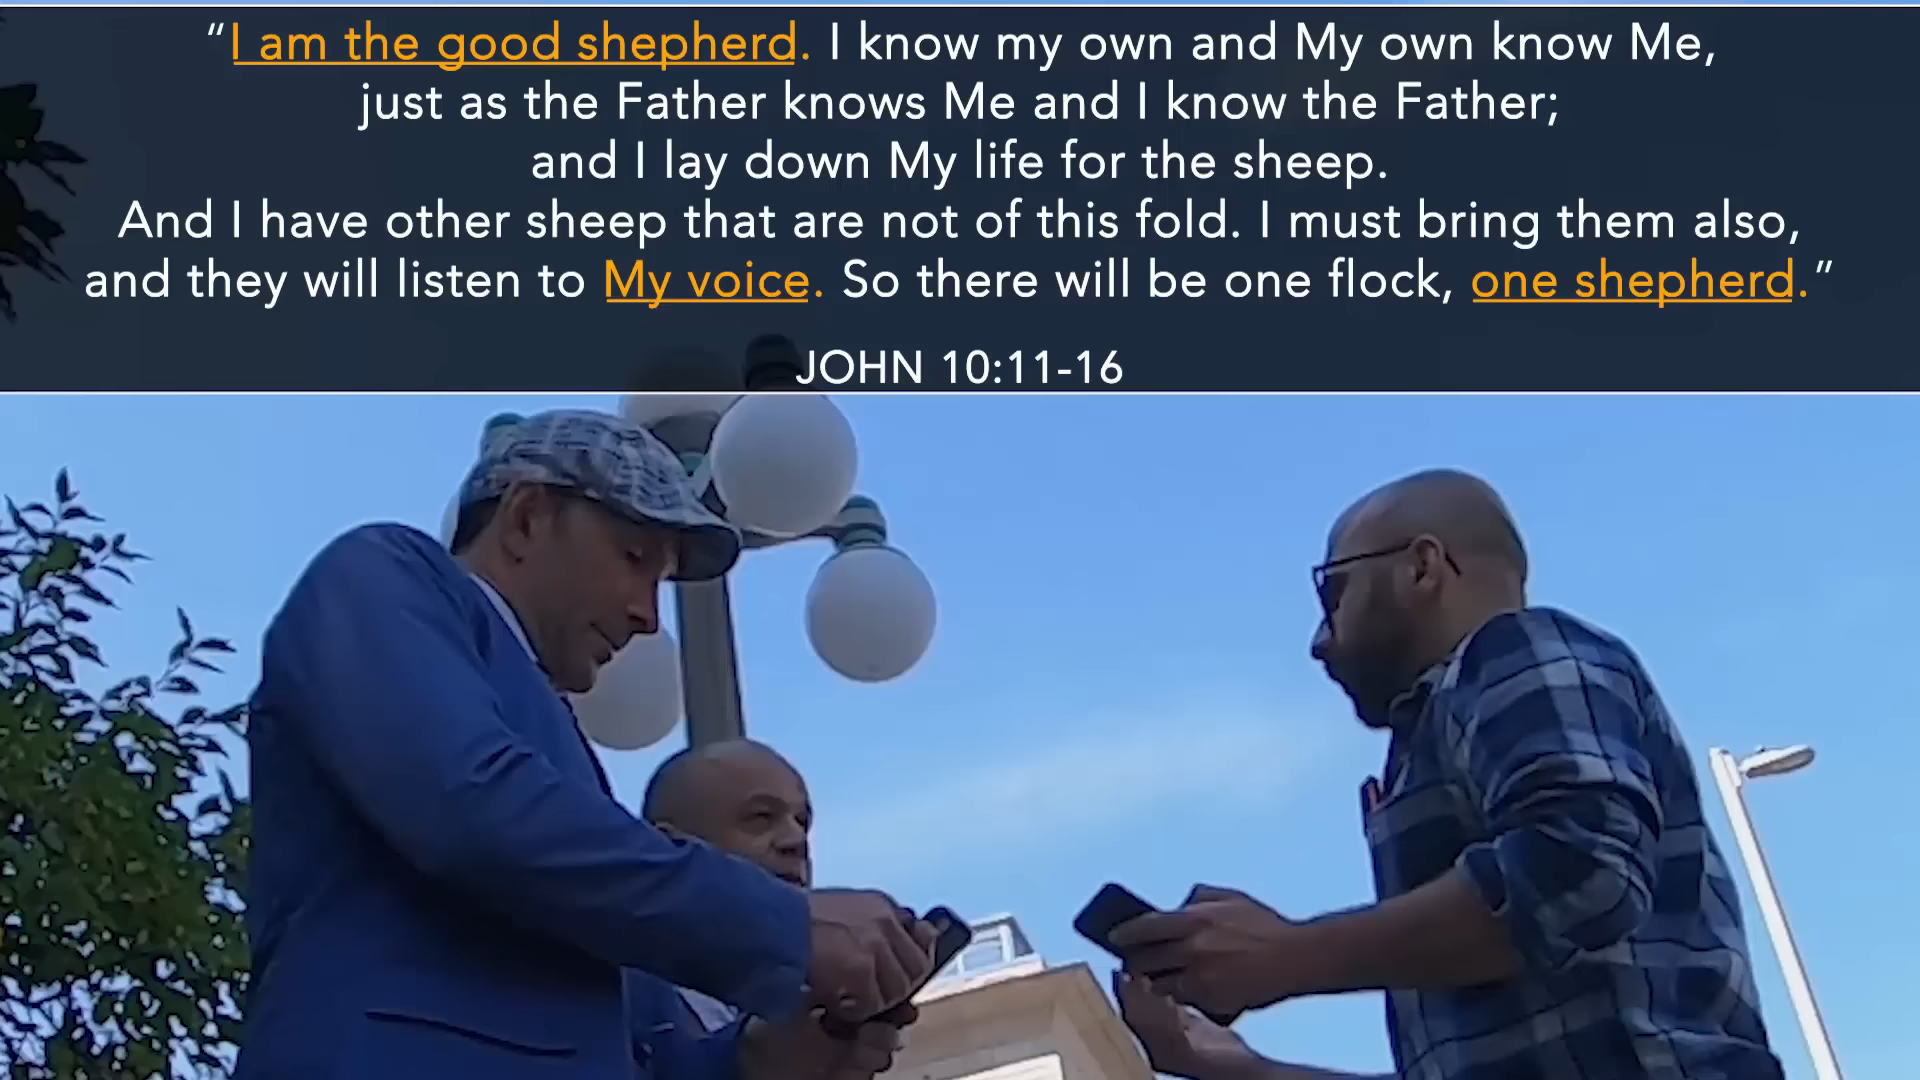 “I am the good shepherd. I know my own and My own know Me,
just as the Father knows Me and I know the Father;
and I lay down My life for the sheep.
And I have other sheep that are not of this fold. I must bring them also,
and they will listen to My voice. So there will be one flock, one shepherd.”
JOHN 10:11-16